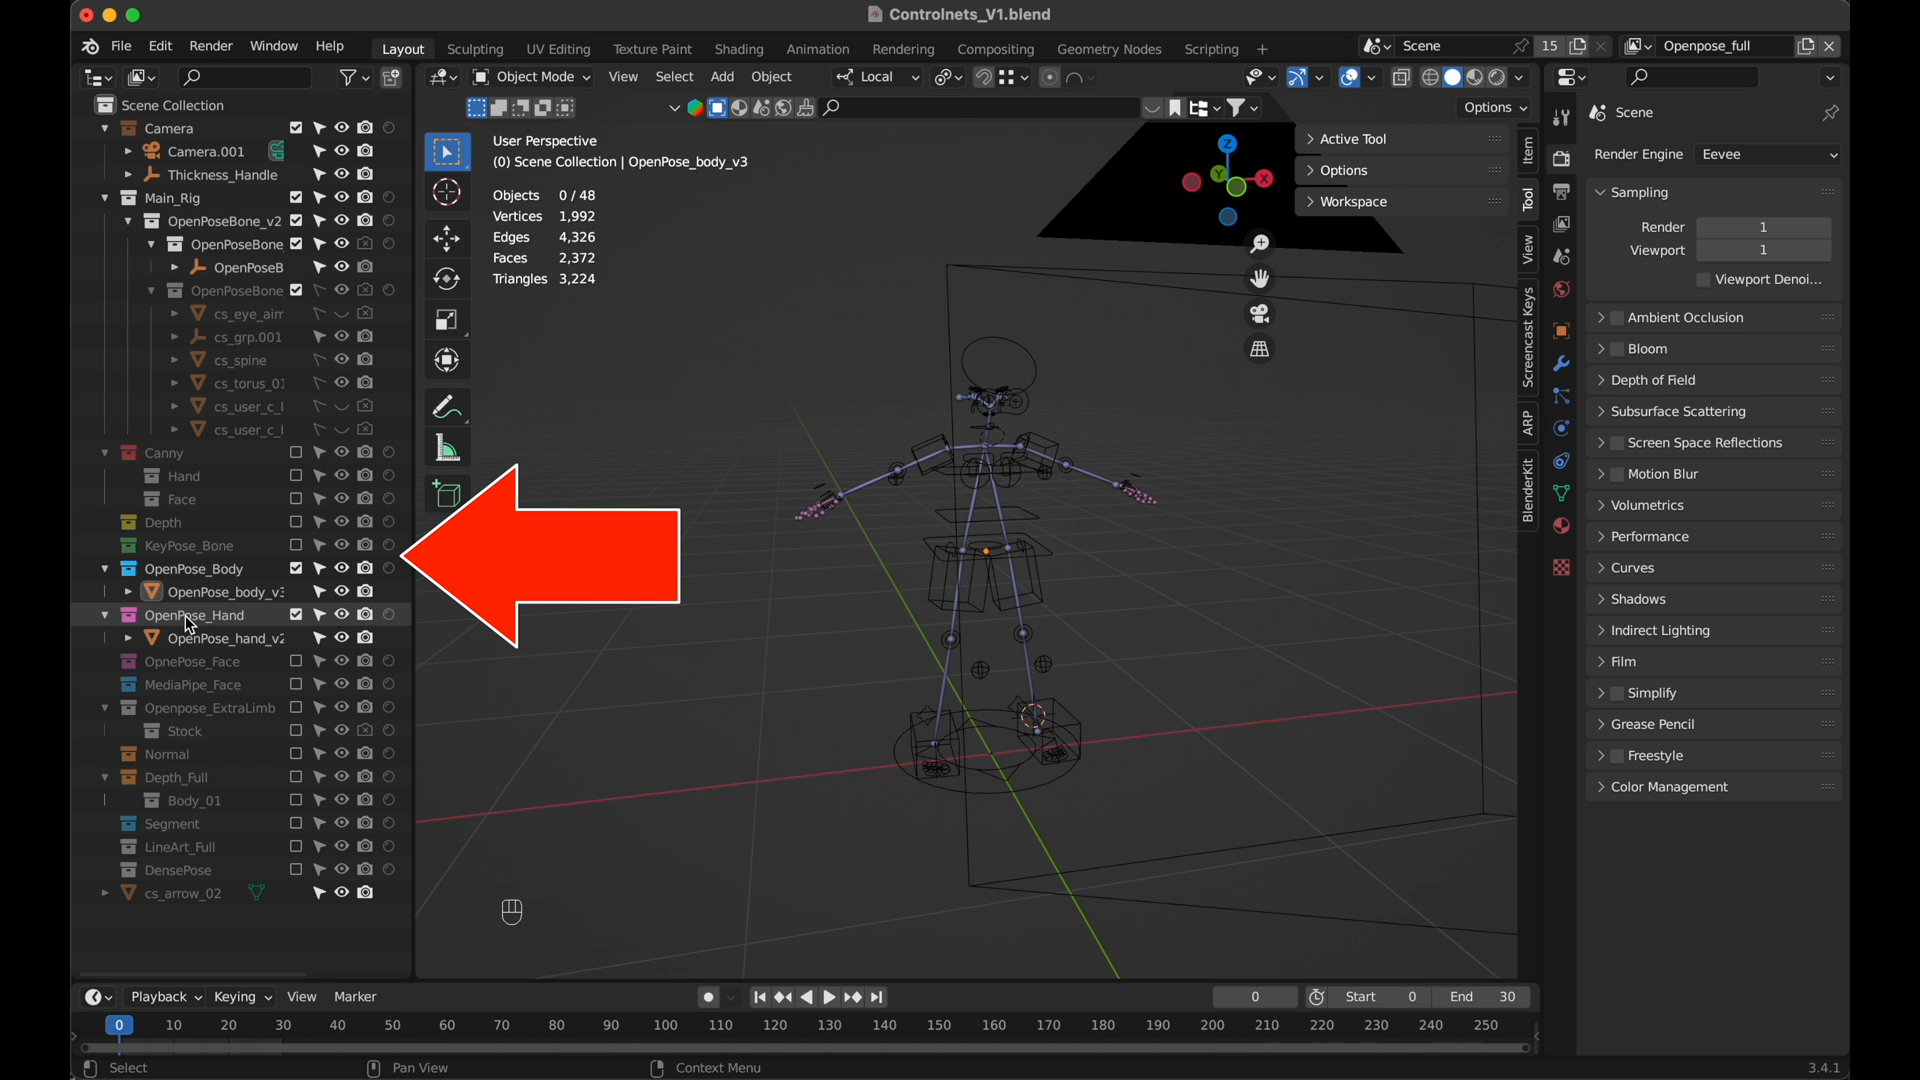 Controlnets_V1.blend
File Edit Render Window Help
Layout Sculpting UV Editing Texture Paint Shading Animation Rendering Compositing Geometry Nodes Scripting +
Scene 15 Openpose_full
Object Mode View Select Add Object Local
Options
Scene Collection
Camera
Camera.001
Thickness_Handle
Main_Rig
OpenPoseBone_v2
OpenPoseBone
OpenPoseB
OpenPoseBone
cs_eye_aim
cs_grp.001
cs_spine
cs_torus_01
cs_user_c_l
cs_user_c_l
Canny
Hand
Face
Depth
KeyPose_Bone
OpenPose_Body
OpenPose_body_v3
OpenPose_Hand
OpenPose_hand_v2
OpnePose_Face
MediaPipe_Face
Openpose_ExtraLimb
Stock
Normal
Depth_Full
Body_01
Segment
LineArt_Full
DensePose
cs_arrow_02
User Perspective
(0) Scene Collection | OpenPose_body_v3
Objects 0 / 48
Vertices 1,992
Edges 4,326
Faces 2,372
Triangles 3,224
Z
Y
X
Active Tool
Options
Workspace
Item
Tool
View
Screencast Keys
ARP
BlenderKit
Scene
Render Engine Eevee
Sampling
Render 1
Viewport 1
Viewport Denoi...
Ambient Occlusion
Bloom
Depth of Field
Subsurface Scattering
Screen Space Reflections
Motion Blur
Volumetrics
Performance
Curves
Shadows
Indirect Lighting
Film
Simplify
Grease Pencil
Freestyle
Color Management
Playback Keying View Marker
0 Start 0 End 30
0 10 20 30 40 50 60 70 80 90 100 110 120 130 140 150 160 170 180 190 200 210 220 230 240 250
Select Pan View Context Menu 3.4.1